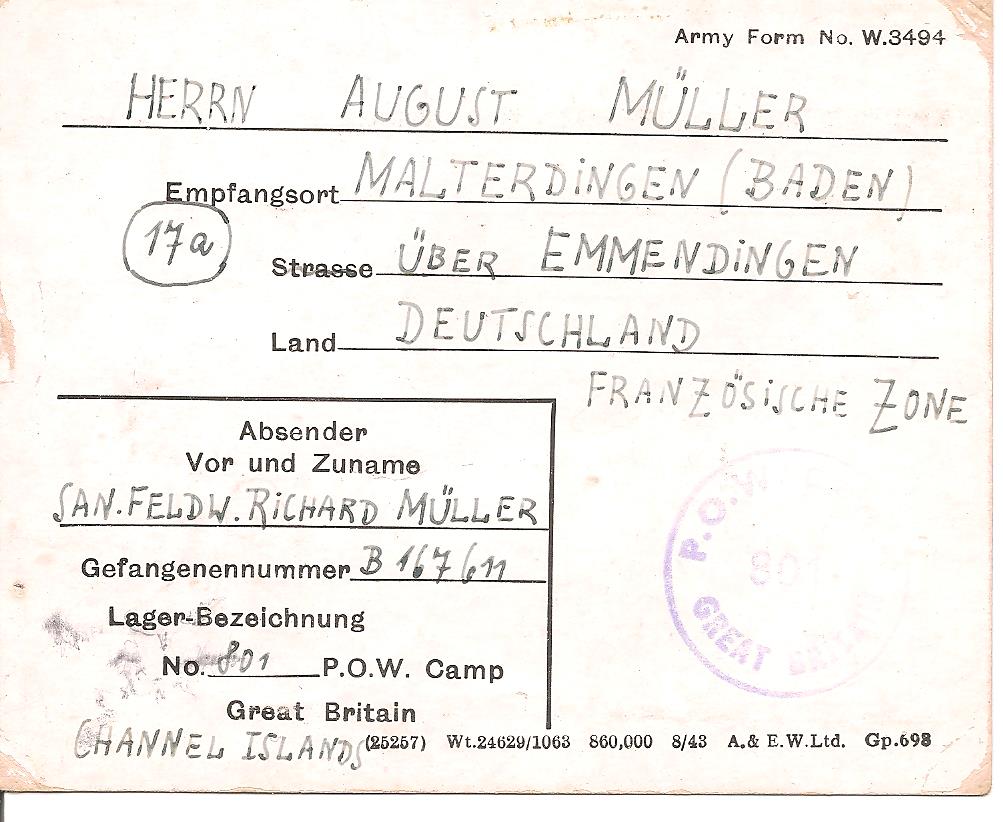 Army Form No. W.3494
HERRN AUGUST MÜLLER
Empfangsort MALTERDiNGEN (BADEN)
17a
Strasse ÜBER EMMENDiNGEN
Land DEUTSCHLAND
FRANZÖSiSCHE ZONE
Absender
Vor und Zuname
SAN. FELDW. RiCHARD MÜLLER
Gefangenennummer B 167611
Lager-Bezeichnung
No. 801 P.O.W. Camp
Great Britain
CHANNEL ISLANDS
(25257) Wt.24629/1063 860,000 8/43 A.& E.W.Ltd. Gp.698
P.O.W.
GREAT